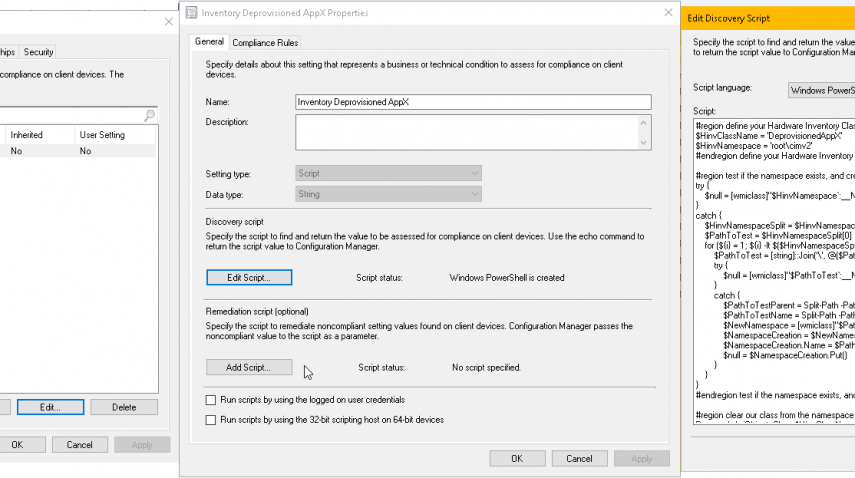 hips Security
compliance on client devices. The
Inherited User Setting
No No
Edit... Delete
OK Cancel Apply
Inventory Deprovisioned AppX Properties
General Compliance Rules
Specify details about this setting that represents a business or technical condition to assess for compliance on client
devices.
Name: Inventory Deprovisioned AppX
Description:
Setting type: Script
Data type: String
Discovery script
Specify the script to find and return the value to be assessed for compliance on client devices. Use the echo command to
return the script value to Configuration Manager.
Edit Script... Script status: Windows PowerShell is created
Remediation script (optional)
Specify the script to remediate noncompliant setting values found on client devices. Configuration Manager passes the
noncompliant value to the script as a parameter.
Add Script... Script status: No script specified.
Run scripts by using the logged on user credentials
Run scripts by using the 32-bit scripting host on 64-bit devices
OK Cancel Apply
Edit Discovery Script
Specify the script to find and return the value
to return the script value to Configuration Ma
Script language: Windows PowerS
Script:
#region define your Hardware Inventory Clas
$HinvClassName = 'DeprovisionedAppX'
$HinvNamespace = 'root\cimv2'
#endregion define your Hardware Inventory
#region test if the namespace exists, and cre
try {
$null = [wmiclass]"$HinvNamespace`:__N
}
catch {
$HinvNamespaceSplit = $HinvNamespac
$PathToTest = $HinvNamespaceSplit[0]
for ($(i) = 1; $(i) -lt $($HinvNamespaceSp
$PathToTest = [string]::Join('\', @($Pat
try {
$null = [wmiclass]"$PathToTest`:__N
}
catch {
$PathToTestParent = Split-Path -Pat
$PathToTestName = Split-Path -Path
$NewNamespace = [wmiclass]"$Pat
$NamespaceCreation = $NewNames
$NamespaceCreation.Name = $Path
$null = $NamespaceCreation.Put()
}
}
}
#endregion test if the namespace exists, and
#region clear our class from the namespace